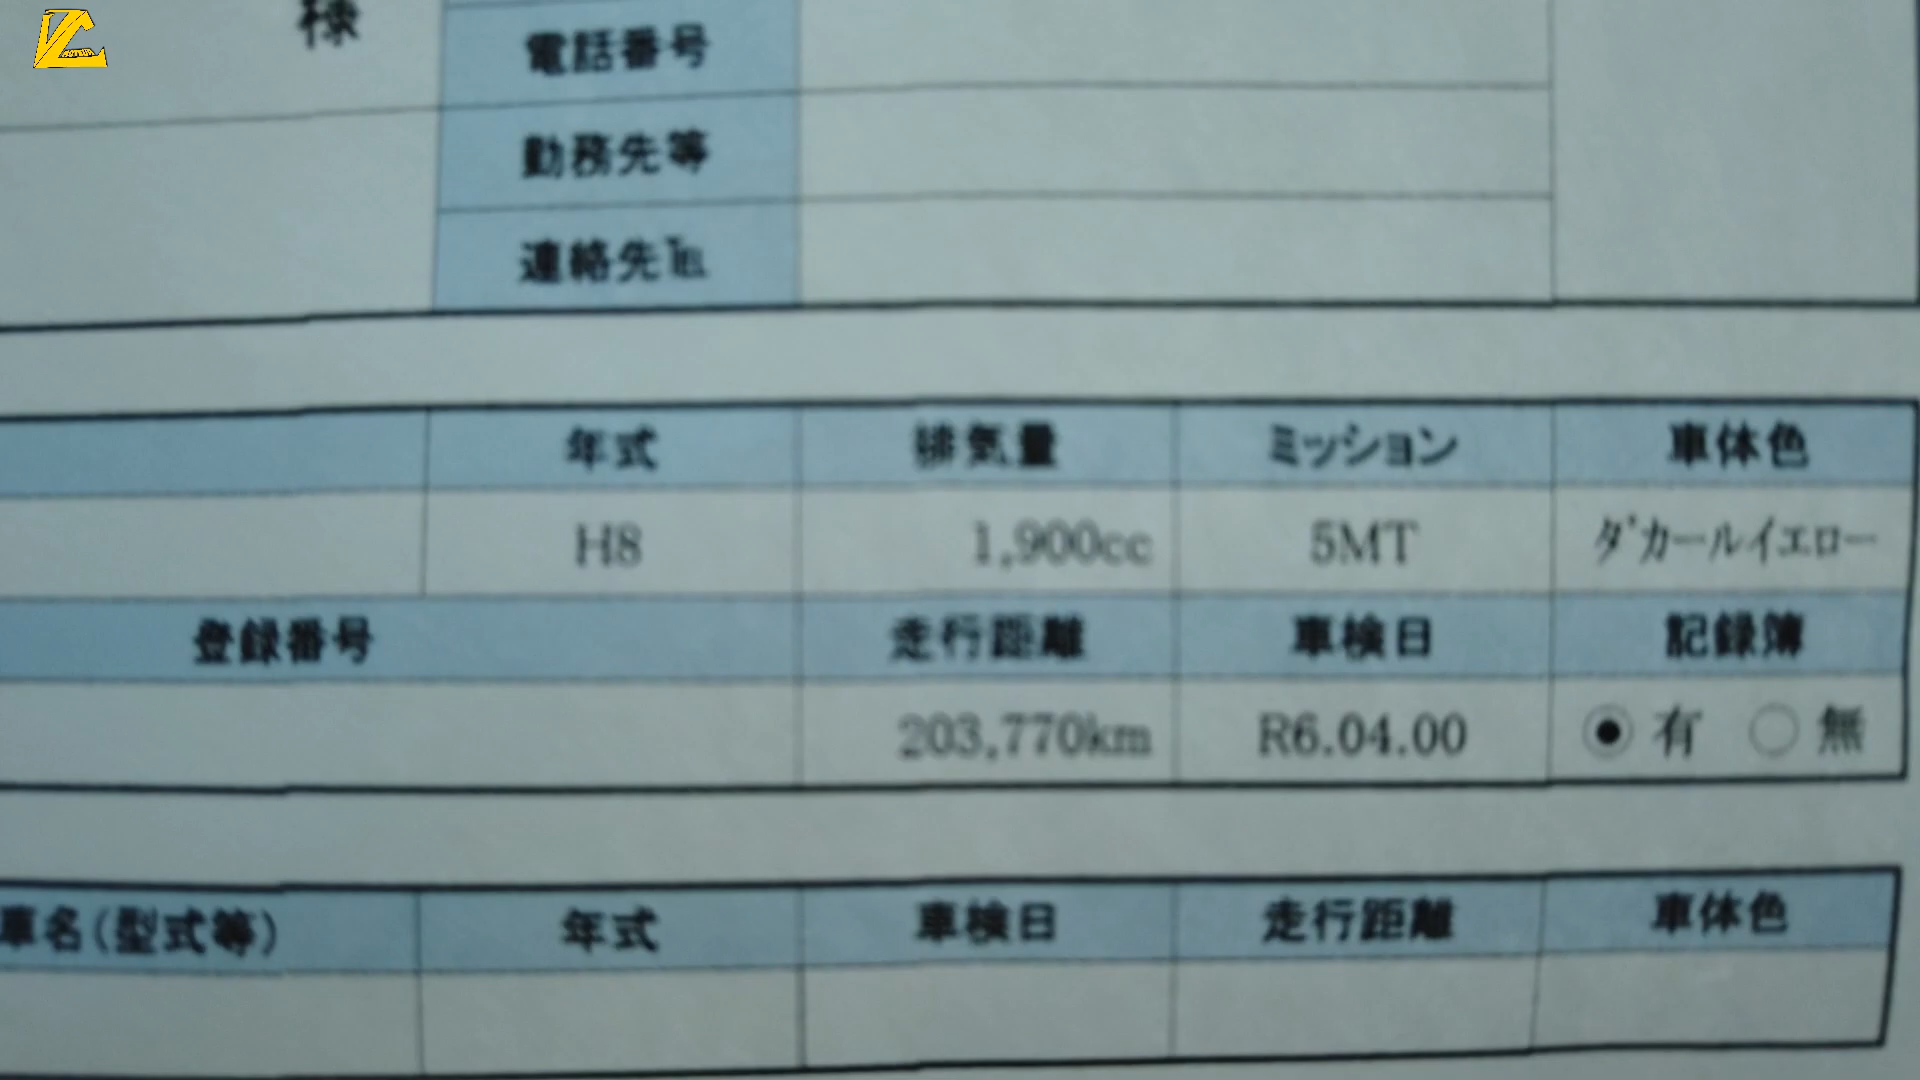 様
電話番号
勤務先等
連絡先℡
年式 排気量 ミッション 車体色
H8 1,900cc 5MT ダカールイエロー
登録番号 走行距離 車検日 記録簿
203,770km R6.04.00 ◉ 有 ○ 無
車名(型式等) 年式 車検日 走行距離 車体色